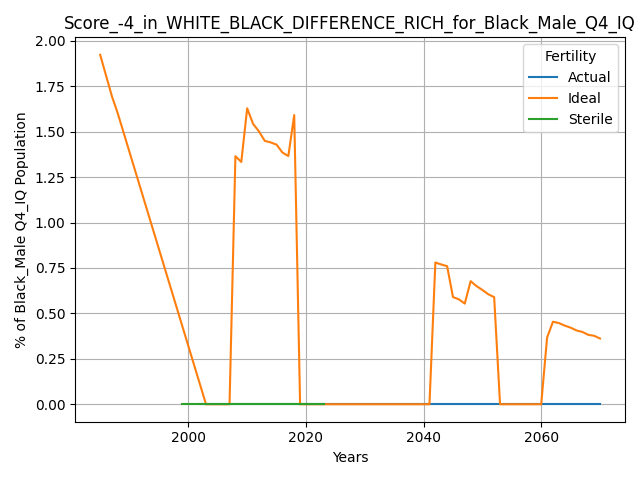 Score_-4_in_WHITE_BLACK_DIFFERENCE_RICH_for_Black_Male_Q4_IQ
Fertility
Actual
Ideal
Sterile
2.00
1.75
1.50
1.25
1.00
0.75
0.50
0.25
0.00
% of Black_Male Q4_IQ Population
2000
2020
2040
2060
Years